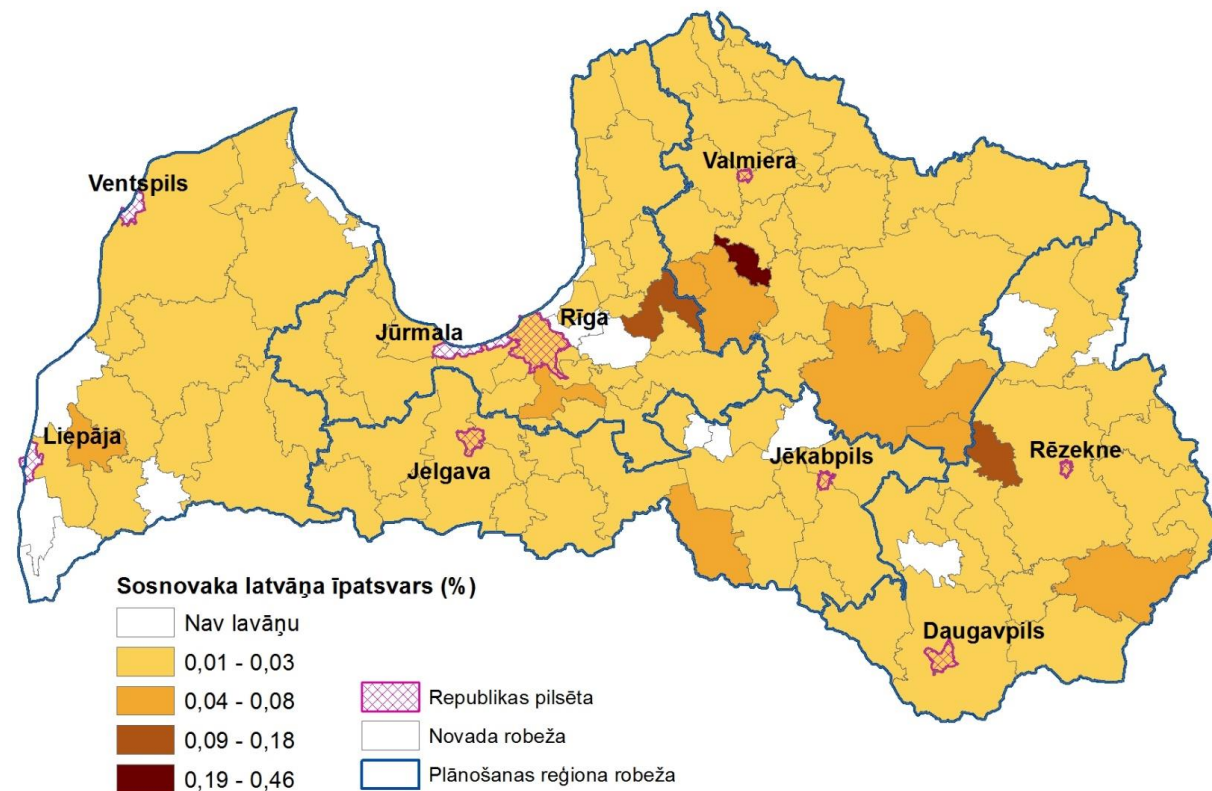 Valmiera
Ventspils
Rīga
Jūrmala
Liepāja
Jelgava
Jēkabpils
Rēzekne
Daugavpils
Sosnovaka latvāņa īpatsvars (%)
Nav lavāņu
0,01 - 0,03
0,04 - 0,08
0,09 - 0,18
0,19 - 0,46
Republikas pilsēta
Novada robeža
Plānošanas reģiona robeža